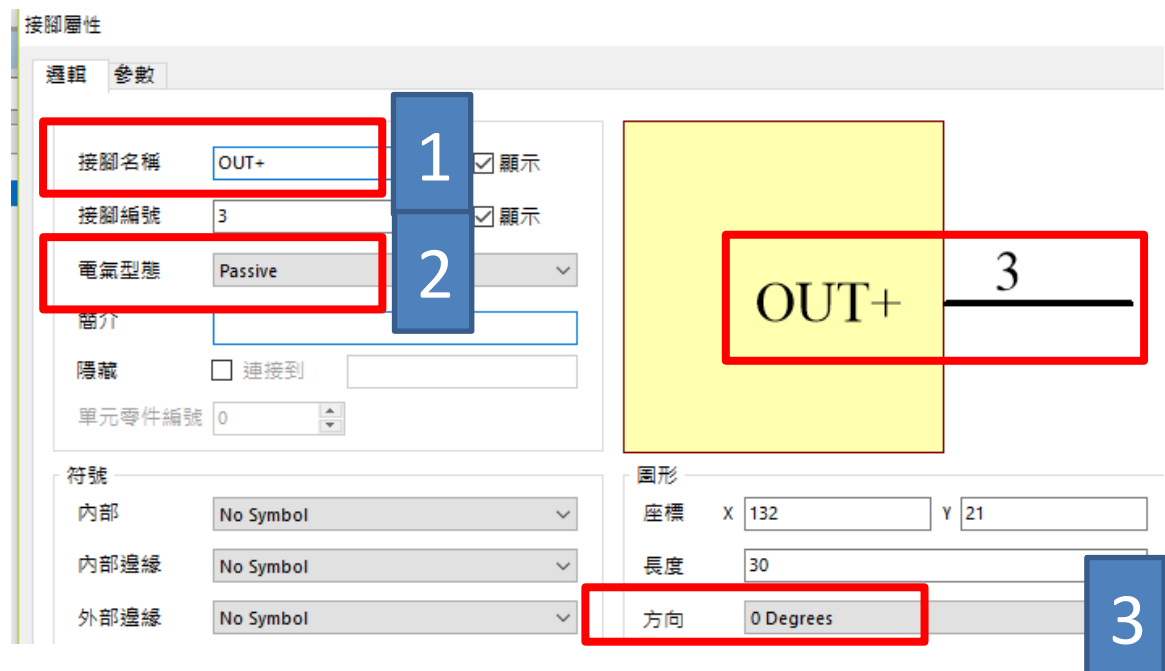 接腳屬性
邏輯 參數
接腳名稱 OUT+ 1 顯示
接腳編號 3 顯示
電氣型態 Passive 2
簡介
隱藏 連接到
單元零件編號 0
OUT+ 3
符號
內部 No Symbol
內部邊緣 No Symbol
外部邊緣 No Symbol
圖形
座標 X 132 Y 21
長度 30
方向 0 Degrees 3